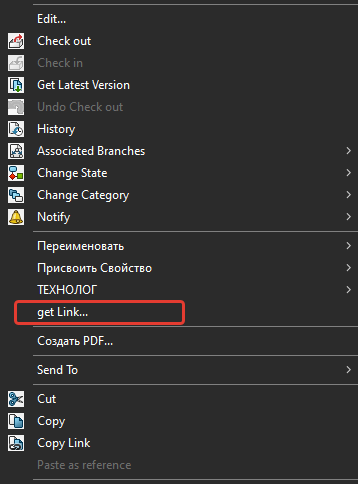 Edit...
Check out
Check in
Get Latest Version
Undo Check out
History
Associated Branches
Change State
Change Category
Notify
Переименовать
Присвоить Свойство
ТЕХНОЛОГ
get Link...
Создать PDF...
Send To
Cut
Copy
Copy Link
Paste as reference